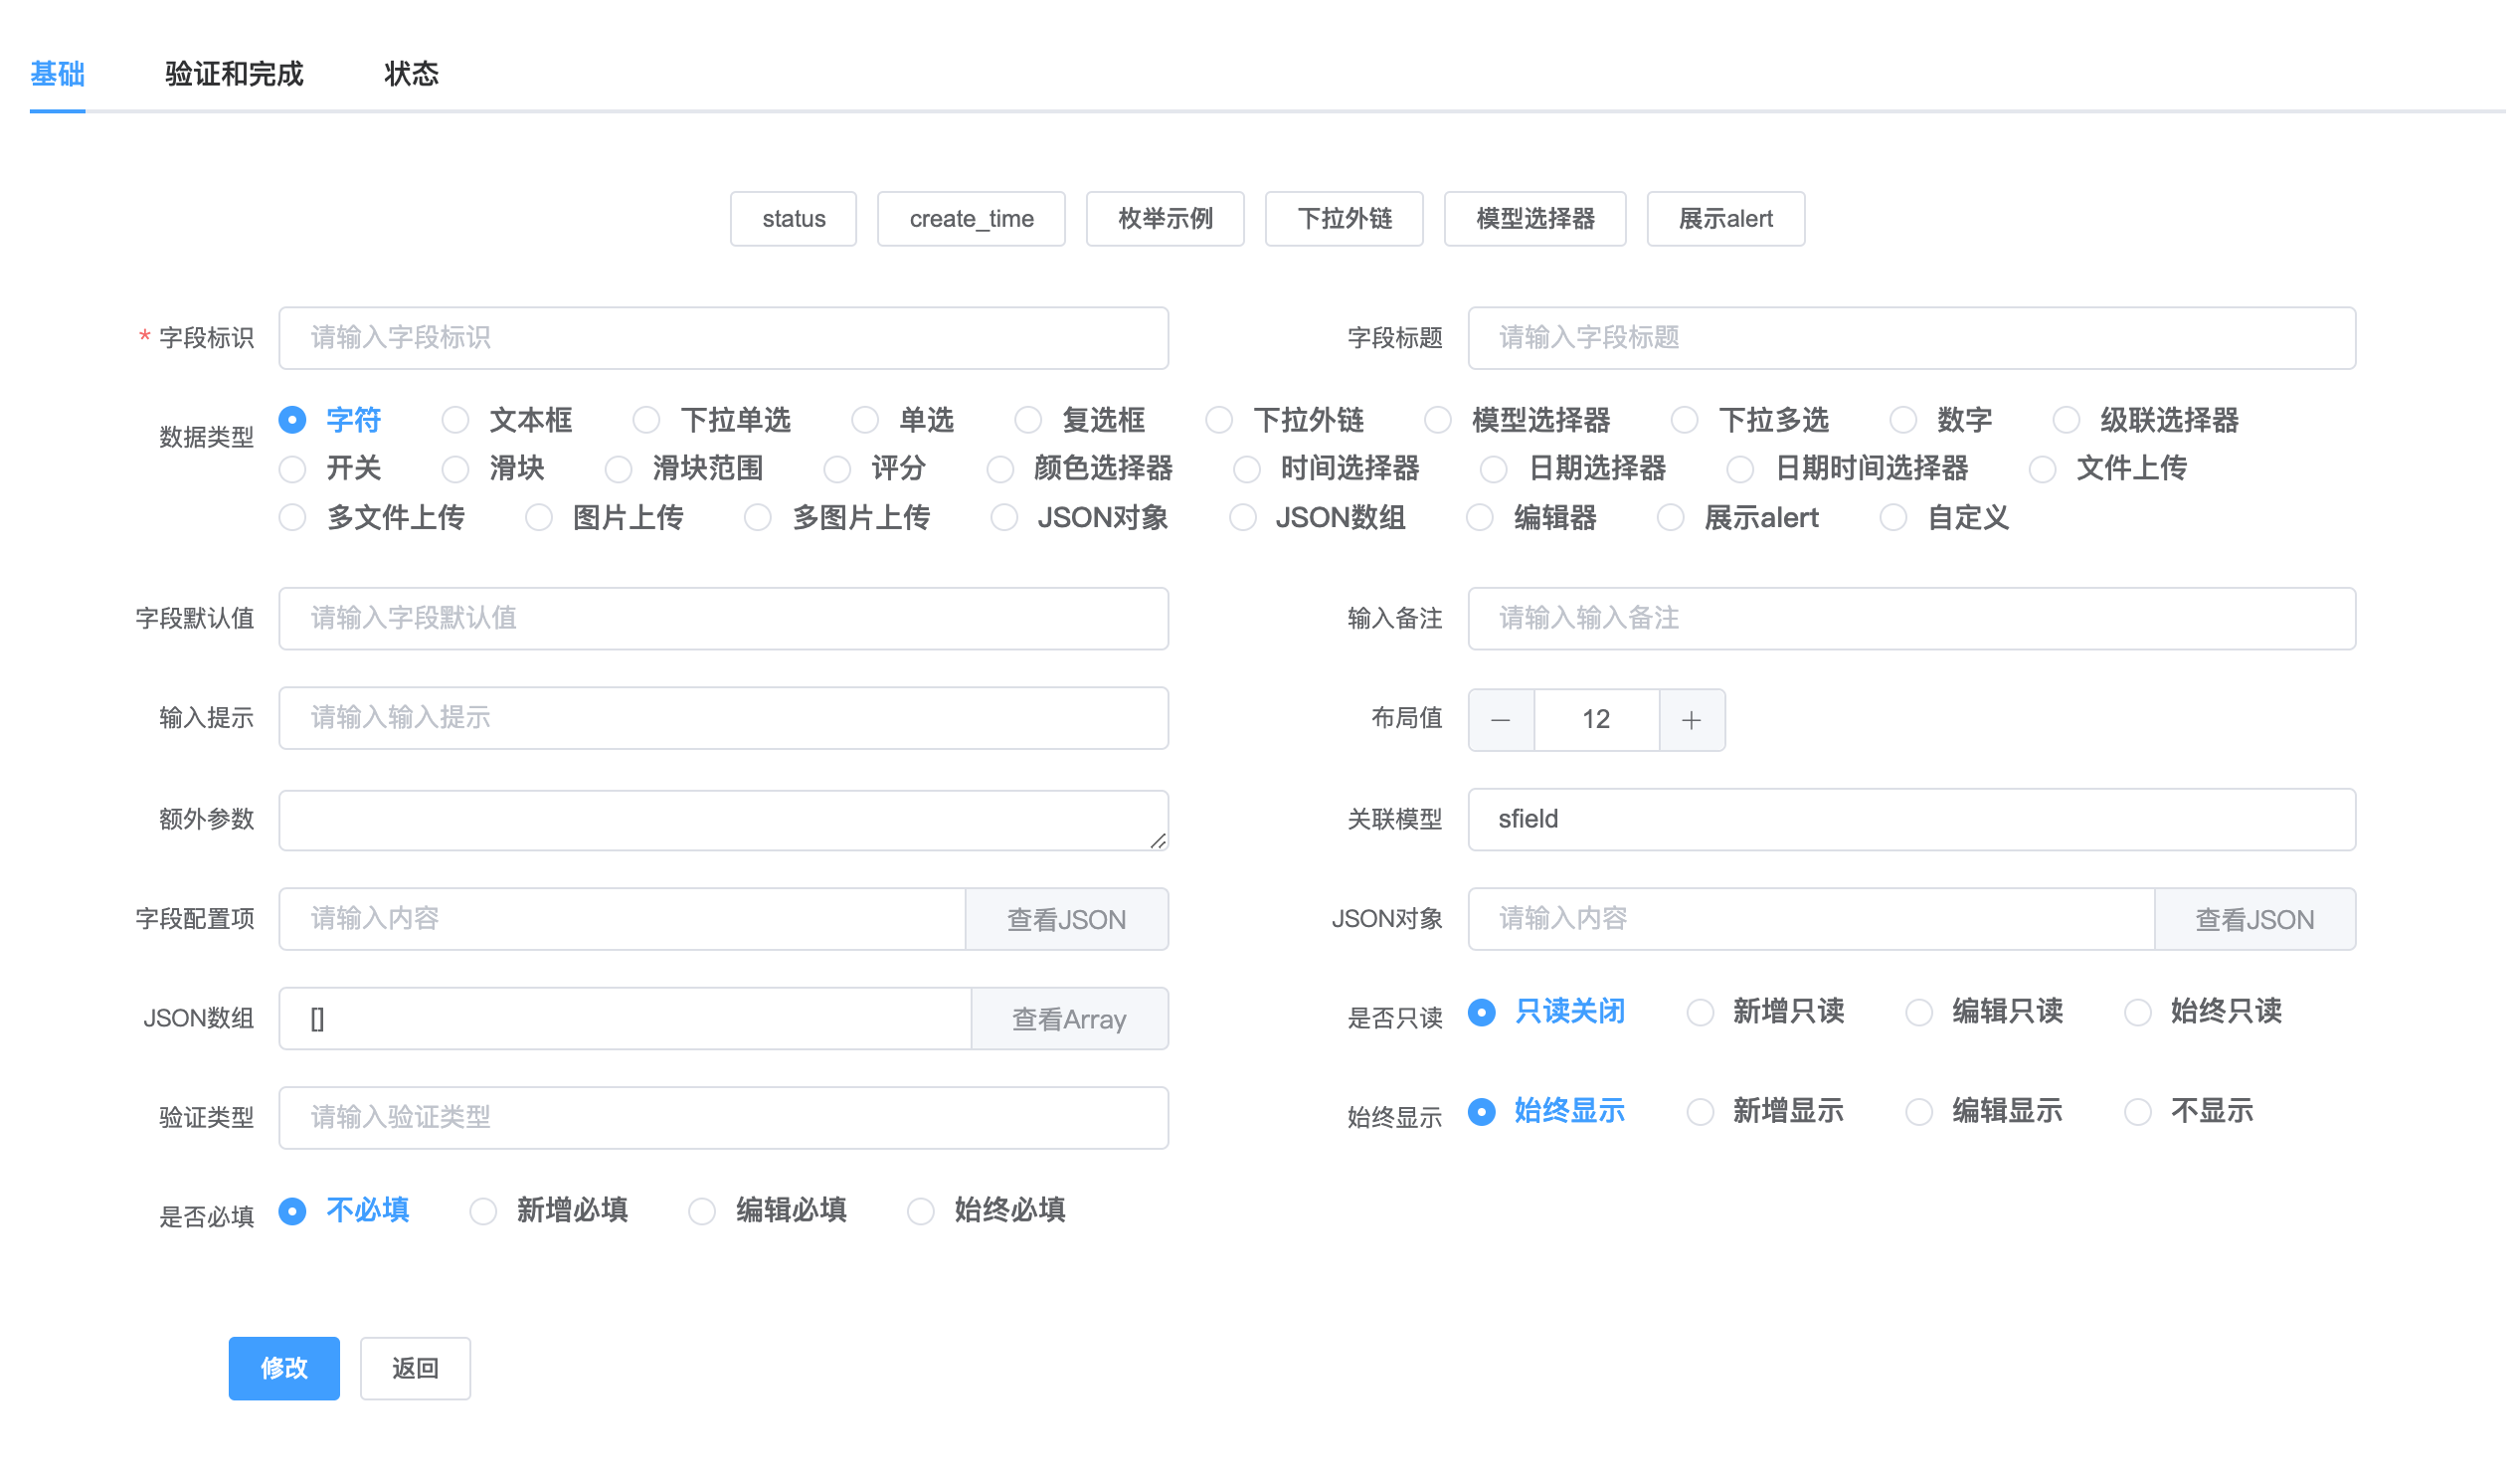 基础 验证和完成 状态
status create_time 枚举示例 下拉外链 模型选择器 展示alert
* 字段标识 请输入字段标识 字段标题 请输入字段标题
数据类型 字符 文本框 下拉单选 单选 复选框 下拉外链 模型选择器 下拉多选 数字 级联选择器
开关 滑块 滑块范围 评分 颜色选择器 时间选择器 日期选择器 日期时间选择器 文件上传
多文件上传 图片上传 多图片上传 JSON对象 JSON数组 编辑器 展示alert 自定义
字段默认值 请输入字段默认值 输入备注 请输入输入备注
输入提示 请输入输入提示 布局值 12
额外参数 关联模型 sfield
字段配置项 请输入内容 查看JSON JSON对象 请输入内容 查看JSON
JSON数组 [] 查看Array 是否只读 只读关闭 新增只读 编辑只读 始终只读
验证类型 请输入验证类型 始终显示 始终显示 新增显示 编辑显示 不显示
是否必填 不必填 新增必填 编辑必填 始终必填
修改 返回